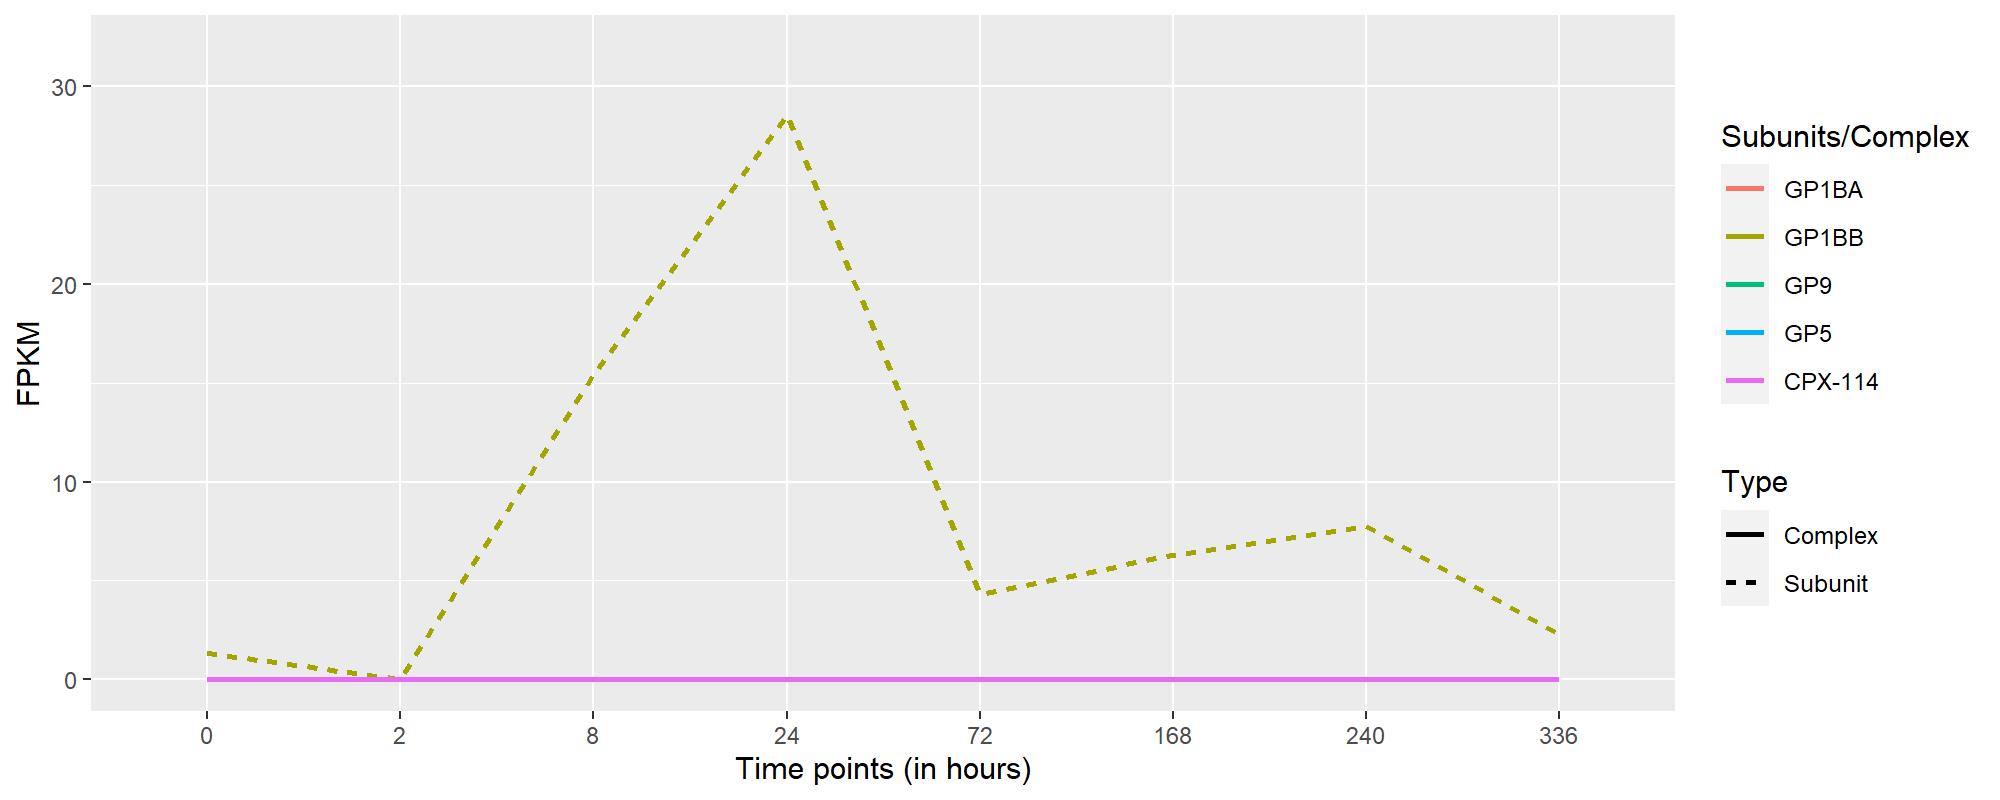 30
20
10
0
FPKM
0 2 8 24 72 168 240 336
Time points (in hours)
Subunits/Complex
GP1BA
GP1BB
GP9
GP5
CPX-114
Type
Complex
Subunit